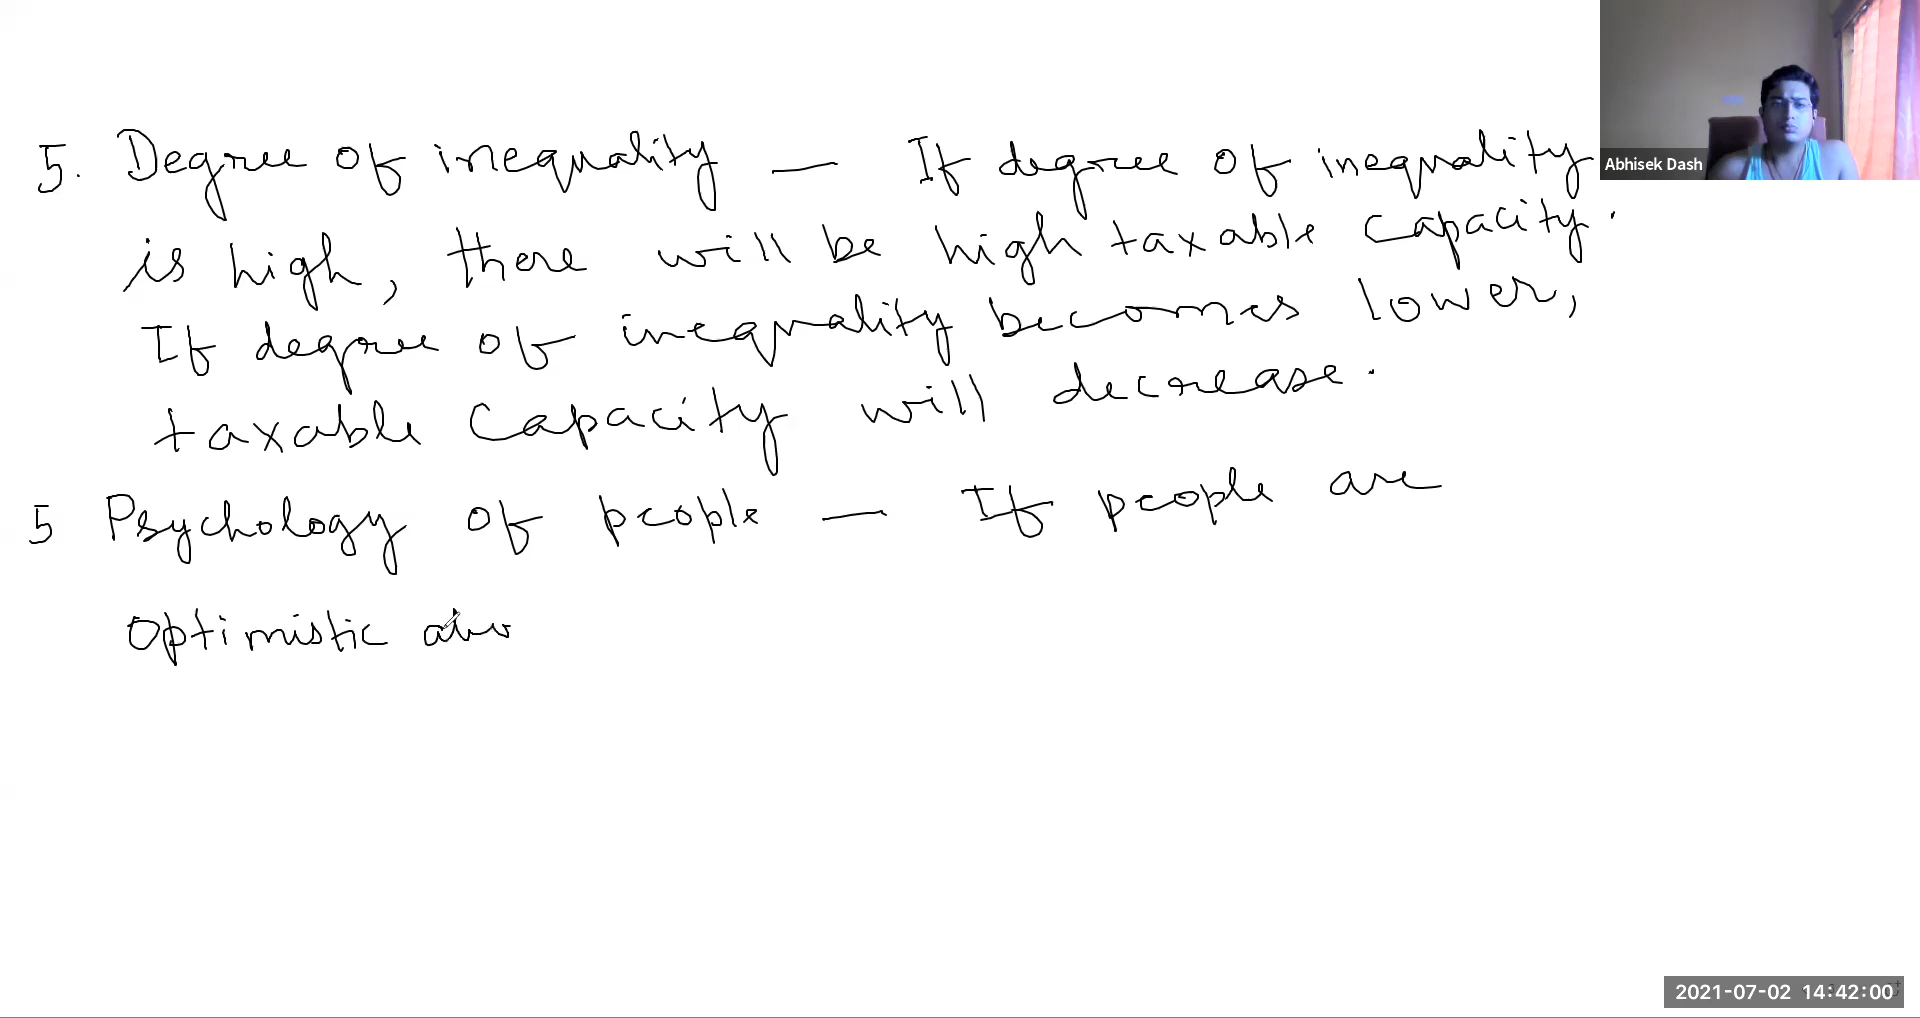 5. Degree of inequality — If degree of inequality
is high, there will be high taxable capacity.
If degree of inequality becomes lower,
taxable capacity will decrease.
5 Psychology of people — If people are
Optimistic abo
Abhisek Dash
2021-07-02 14:42:00